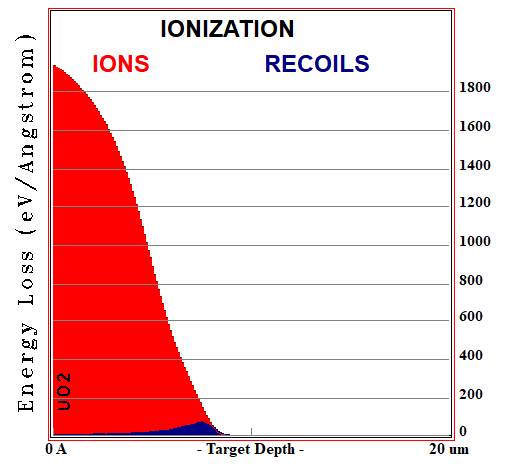 IONIZATION
IONS RECOILS
Energy Loss (eV/Angstrom)
1800
1600
1400
1200
1000
800
600
400
200
0
UO2
0 A - Target Depth - 20 um